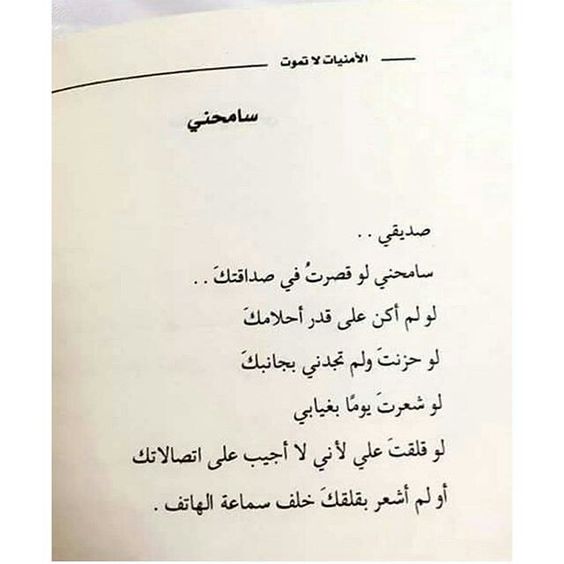 الأمنيات لا تموت
سامحني
صديقي . .
سامحني لو قصرتُ في صداقتكَ . .
لو لم أكن على قدر أحلامكَ
لو حزنتَ ولم تجدني بجانبكَ
لو شعرتَ يومًا بغيابي
لو قلقتَ علي لأني لا أجيب على اتصالاتك
أو لم أشعر بقلقكَ خلف سماعة الهاتف .